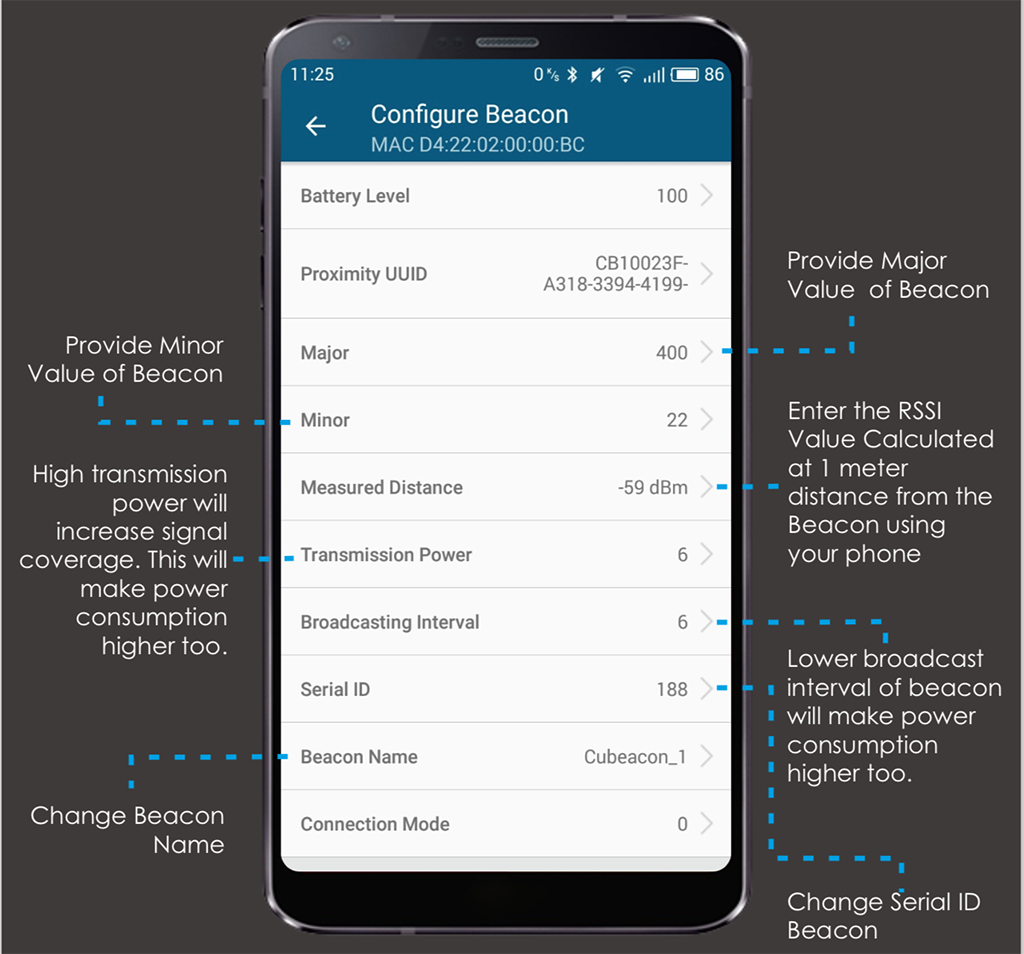 11:25
0 K/s
86
Configure Beacon
MAC D4:22:02:00:00:BC
Battery Level
100
Proximity UUID
CB10023F-
A318-3394-4199-
Major
400
Minor
22
Measured Distance
-59 dBm
Transmission Power
6
Broadcasting Interval
6
Serial ID
188
Beacon Name
Cubeacon_1
Connection Mode
0
Provide Minor
Value of Beacon
High transmission
power will
increase signal
coverage. This will
make power
consumption
higher too.
Change Beacon
Name
Provide Major
Value of Beacon
Enter the RSSI
Value Calculated
at 1 meter
distance from the
Beacon using
your phone
Lower broadcast
interval of beacon
will make power
consumption
higher too.
Change Serial ID
Beacon